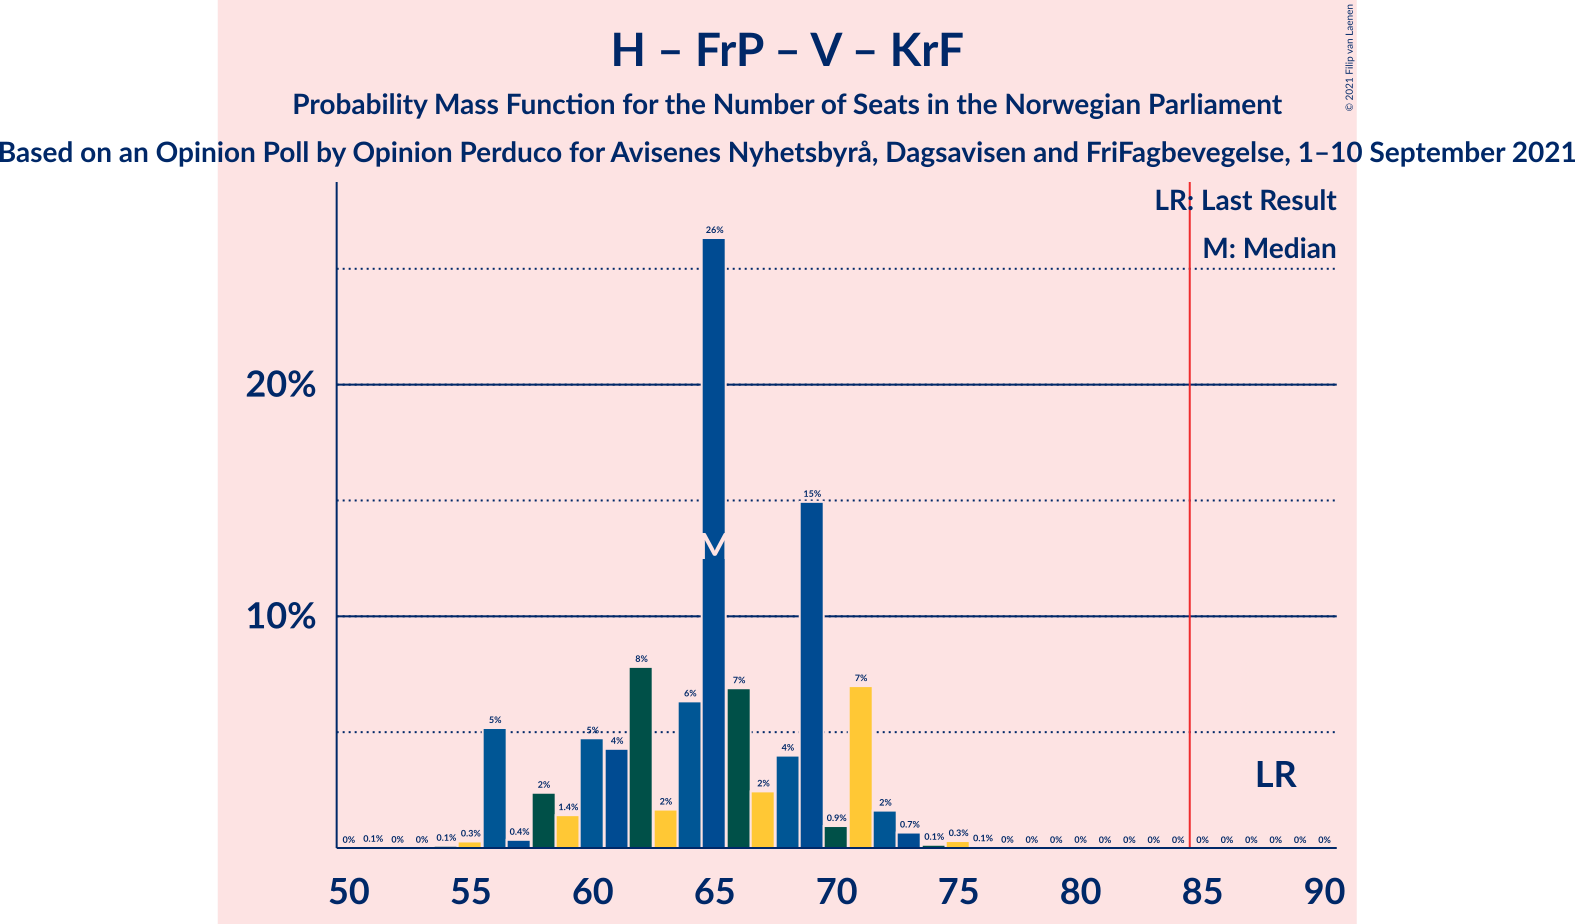 H – FrP – V – KrF
© 2021 Filip van Laenen
Probability Mass Function for the Number of Seats in the Norwegian Parliament
Based on an Opinion Poll by Opinion Perduco for Avisenes Nyhetsbyrå, Dagsavisen and FriFagbevegelse, 1–10 September 2021
LR: Last Result
M: Median
26%
20%
15%
M
10%
8%
7%
7%
6%
5%
5%
4%
4%
LR
2%
2%
2%
2%
1.4%
0.9%
0.7%
0.4%
0.3%
0.3%
0% 0.1% 0% 0% 0.1%
0.1% 0.1% 0% 0% 0% 0% 0% 0% 0% 0% 0% 0% 0% 0% 0% 0%
50 55 60 65 70 75 80 85 90